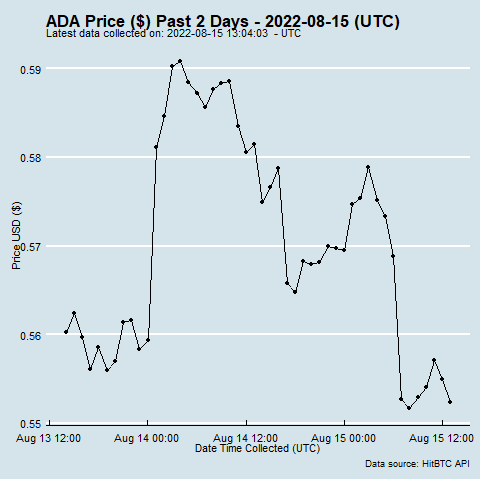 ADA Price ($) Past 2 Days - 2022-08-15 (UTC)
Latest data collected on: 2022-08-15 13:04:03 - UTC
0.59
0.58
0.57
0.56
0.55
Price USD ($)
Aug 13 12:00 Aug 14 00:00 Aug 14 12:00 Aug 15 00:00 Aug 15 12:00
Date Time Collected (UTC)
Data source: HitBTC API